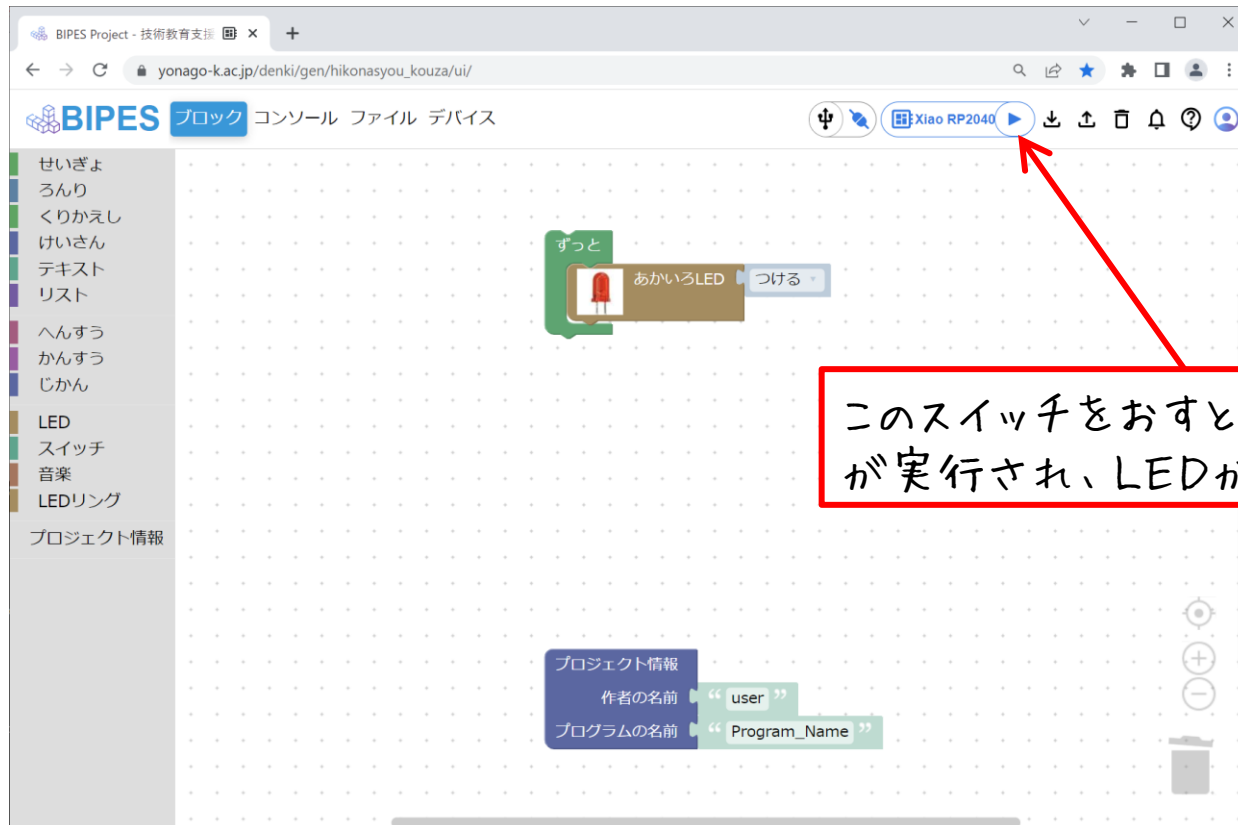 BIPES Project - 技術教育支援
yonago-k.ac.jp/denki/gen/hikonasyou_kouza/ui/
BIPES ブロック コンソール ファイル デバイス
Xiao RP2040
せいぎょ
ろんり
くりかえし
けいさん
テキスト
リスト
へんすう
かんすう
じかん
LED
スイッチ
音楽
LEDリング
プロジェクト情報
ずっと
あかいろLED つける
このスイッチをおすと
が実行され、LEDが
プロジェクト情報
作者の名前 “ user ”
プログラムの名前 “ Program_Name ”